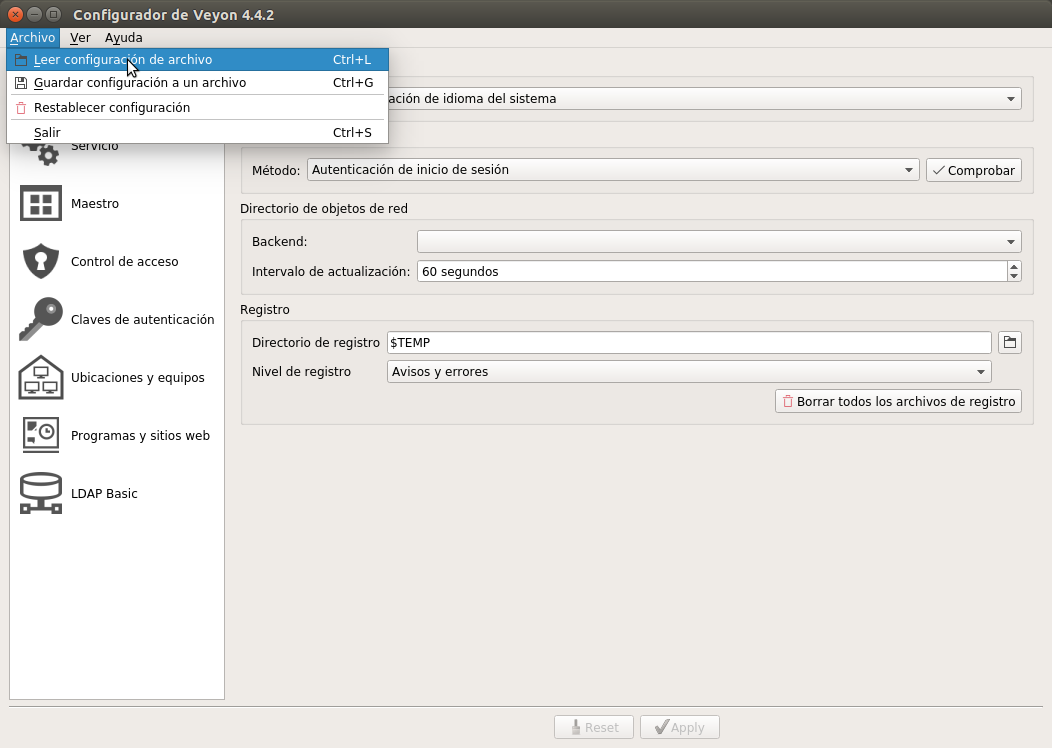 Configurador de Veyon 4.4.2
Archivo Ver Ayuda
Leer configuración de archivo Ctrl+L
Guardar configuración a un archivo Ctrl+G
Restablecer configuración
Salir Ctrl+S
ación de idioma del sistema
Servicio
Maestro
Control de acceso
Claves de autenticación
Ubicaciones y equipos
Programas y sitios web
LDAP Basic
Método: Autenticación de inicio de sesión Comprobar
Directorio de objetos de red
Backend:
Intervalo de actualización: 60 segundos
Registro
Directorio de registro $TEMP
Nivel de registro Avisos y errores
Borrar todos los archivos de registro
Reset Apply